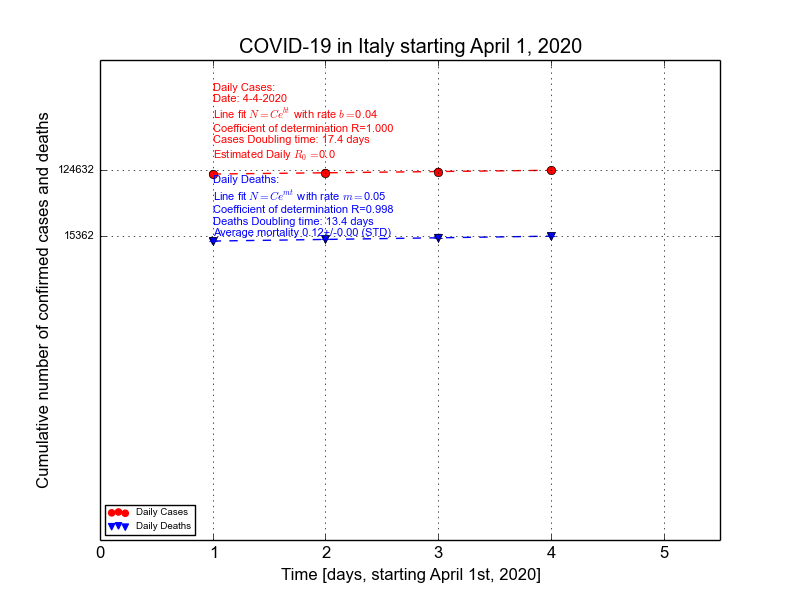 COVID-19 in Italy starting April 1, 2020
Cumulative number of confirmed cases and deaths
Daily Cases:
Date: 4-4-2020
Line fit N = Ce^{bt} with rate b = 0.04
Coefficient of determination R=1.000
Cases Doubling time: 17.4 days
Estimated Daily R_0 = 0.0
124632
Daily Deaths:
Line fit N = Ce^{mt} with rate m = 0.05
Coefficient of determination R=0.998
Deaths Doubling time: 13.4 days
Average mortality 0.12+/-0.00 (STD)
15362
Daily Cases
Daily Deaths
0 1 2 3 4 5
Time [days, starting April 1st, 2020]